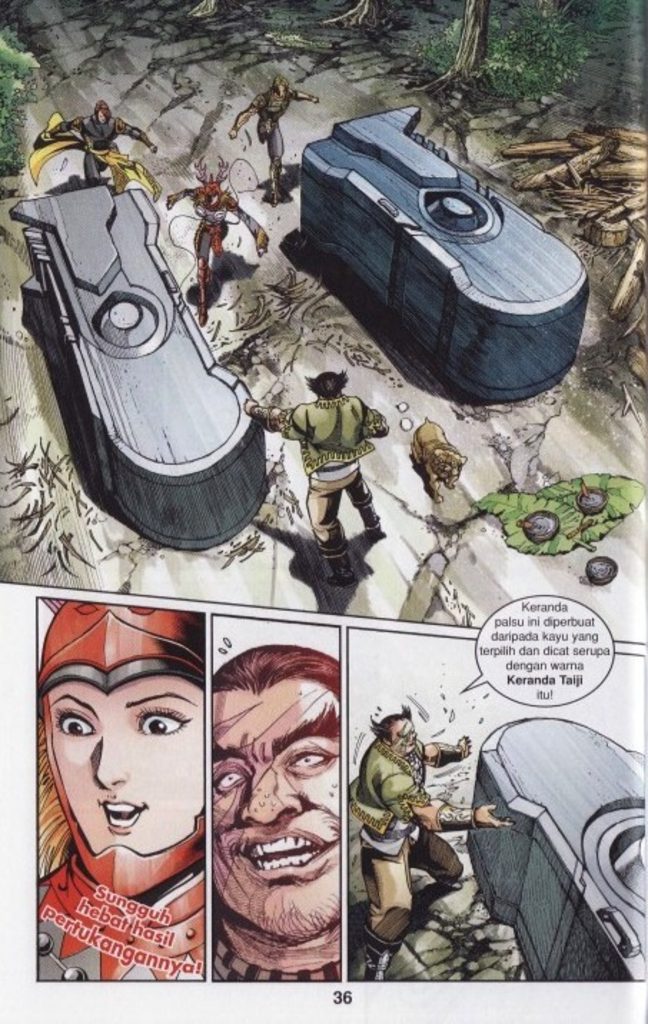 Sungguh
hebat hasil
pertukangannya!
Keranda
palsu ini diperbuat
daripada kayu yang
terpilih dan dicat serupa
dengan warna
Keranda Taiji
itu!
36